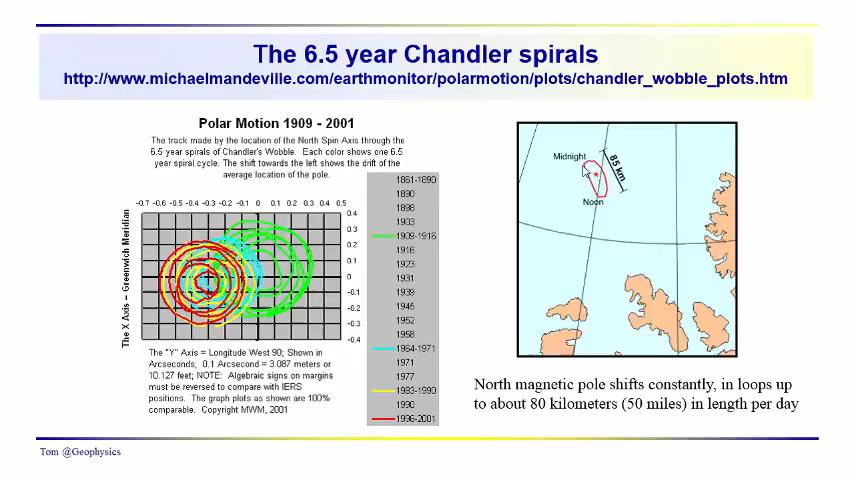 The 6.5 year Chandler spirals
http://www.michaelmandeville.com/earthmonitor/polarmotion/plots/chandler_wobble_plots.htm
Polar Motion 1909 - 2001
The track made by the location of the North Spin Axis through the
6.5 year spirals of Chandler's Wobble. Each color shows one 6.5
year spiral cycle. The shift towards the left shows the drift of the
average location of the pole.
-0.7 -0.6 -0.5 -0.4 -0.3 -0.2 -0.1 0 0.1 0.2 0.3 0.4 0.5
0.4
0.3
0.2
0.1
0
-0.1
-0.2
-0.3
-0.4
The X Axis = Greenwich Meridian
1861-1890
1890
1898
1903
1909-1916
1916
1923
1931
1939
1945
1952
1958
1964-1971
1971
1977
1983-1990
1990
1996-2001
The "Y" Axis = Longitude West 90; Shown in
Arcseconds; 0.1 Arcsecond = 3.087 meters or
10.127 feet; NOTE: Algebraic signs on margins
must be reversed to compare with IERS
positions. The graph plots as shown are 100%
comparable. Copyright MWM, 2001
Midnight
85 km
Noon
North magnetic pole shifts constantly, in loops up
to about 80 kilometers (50 miles) in length per day
Tom @Geophysics